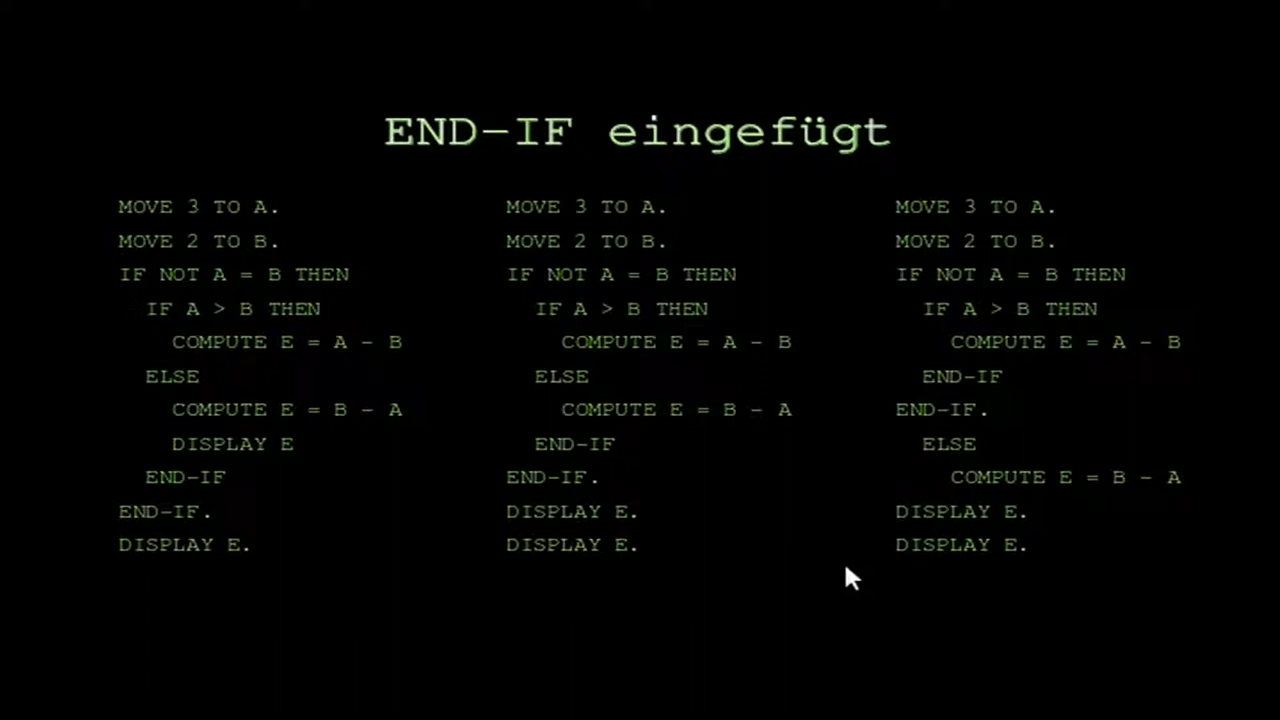 END-IF eingefügt
MOVE 3 TO A.
MOVE 2 TO B.
IF NOT A = B THEN
IF A > B THEN
COMPUTE E = A - B
ELSE
COMPUTE E = B - A
DISPLAY E
END-IF
END-IF.
DISPLAY E.
MOVE 3 TO A.
MOVE 2 TO B.
IF NOT A = B THEN
IF A > B THEN
COMPUTE E = A - B
ELSE
COMPUTE E = B - A
END-IF
END-IF.
DISPLAY E.
DISPLAY E.
MOVE 3 TO A.
MOVE 2 TO B.
IF NOT A = B THEN
IF A > B THEN
COMPUTE E = A - B
END-IF
END-IF.
ELSE
COMPUTE E = B - A
DISPLAY E.
DISPLAY E.